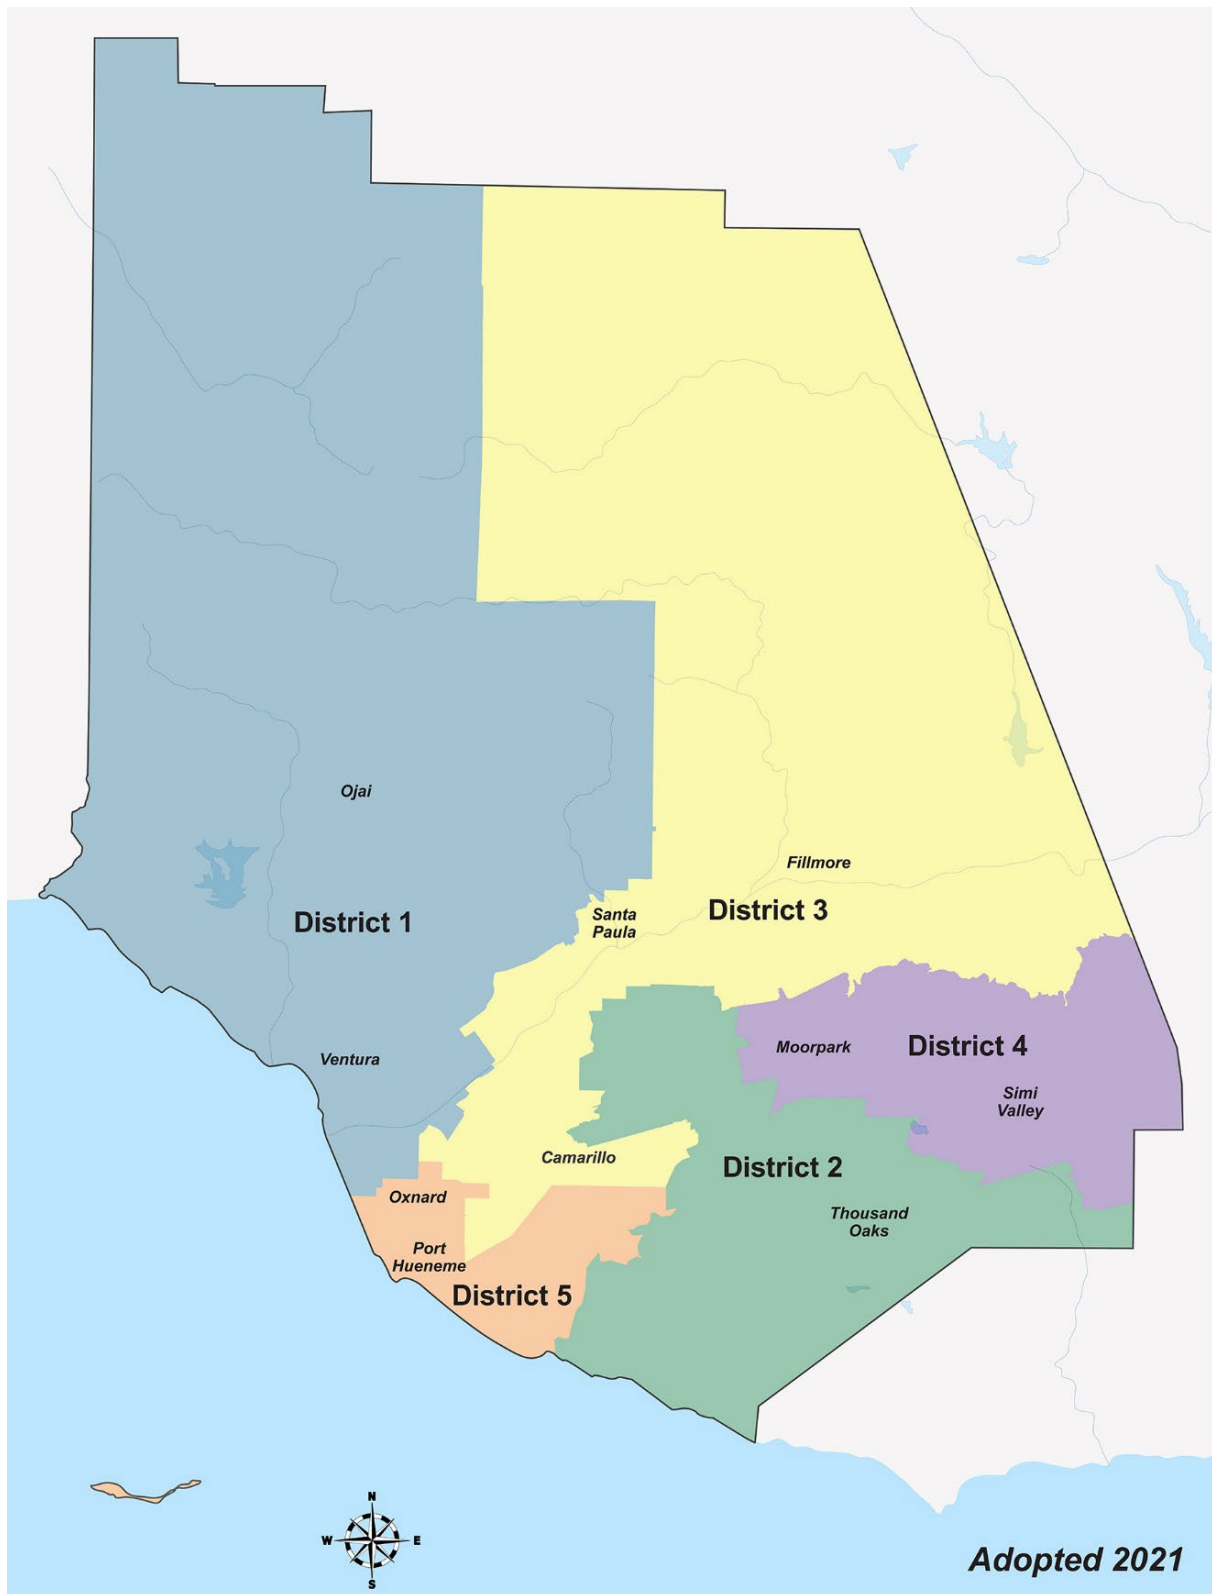 Ojai
Fillmore
District 3
Santa
Paula
District 1
Moorpark
District 4
Ventura
Simi
Valley
Camarillo
District 2
Oxnard
Thousand
Oaks
Port
Hueneme
District 5
N
W
E
S
Adopted 2021